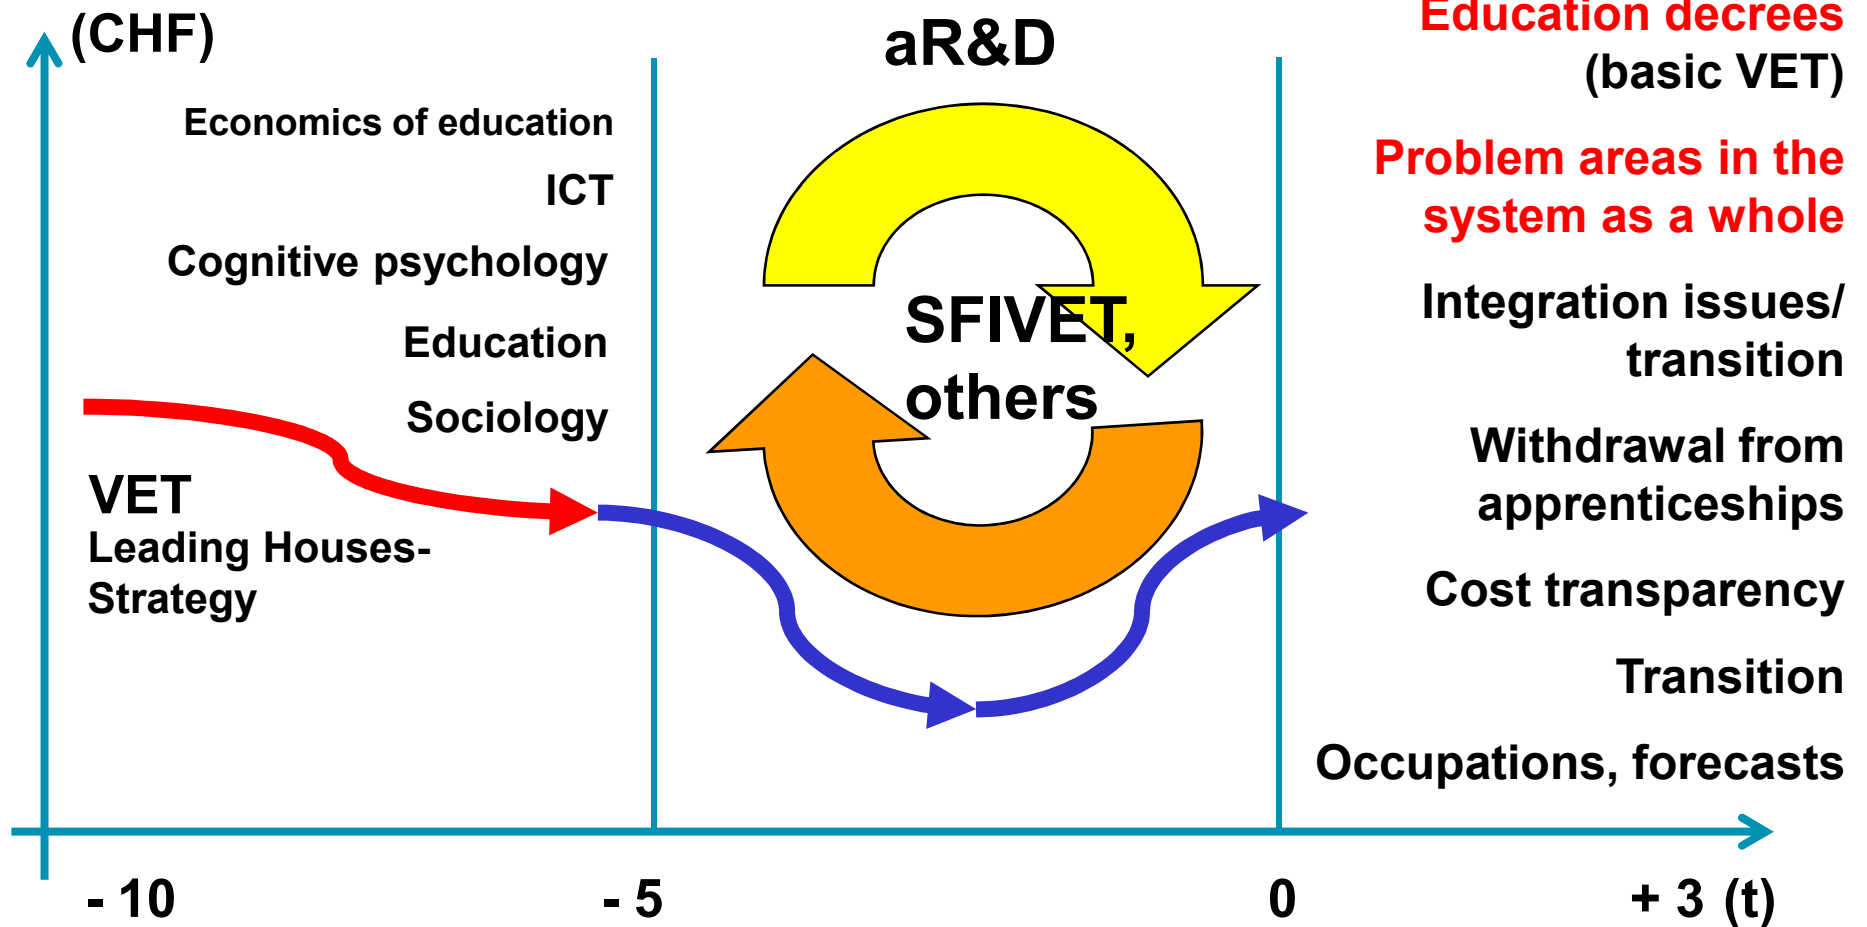 (CHF)
Economics of education
ICT
Cognitive psychology
Education
Sociology
VET
Leading Houses-
Strategy
aR&D
SFIVET,
others
Education decrees
(basic VET)
Problem areas in the
system as a whole
Integration issues/
transition
Withdrawal from
apprenticeships
Cost transparency
Transition
Occupations, forecasts
- 10
- 5
0
+ 3 (t)